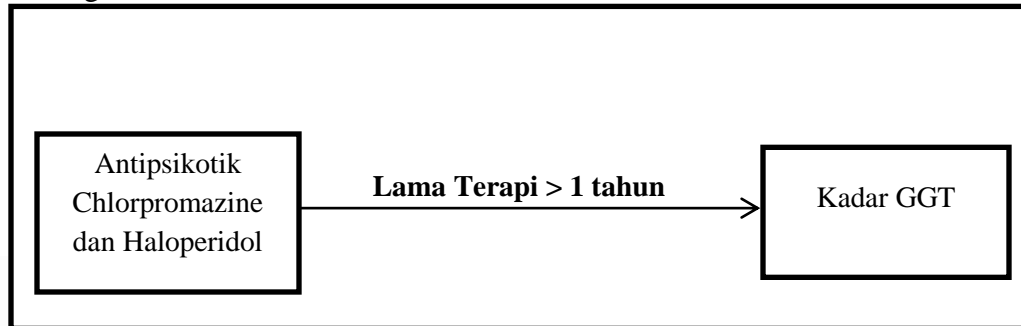 Antipsikotik
Chlorpromazine
dan Haloperidol
Lama Terapi > 1 tahun
Kadar GGT